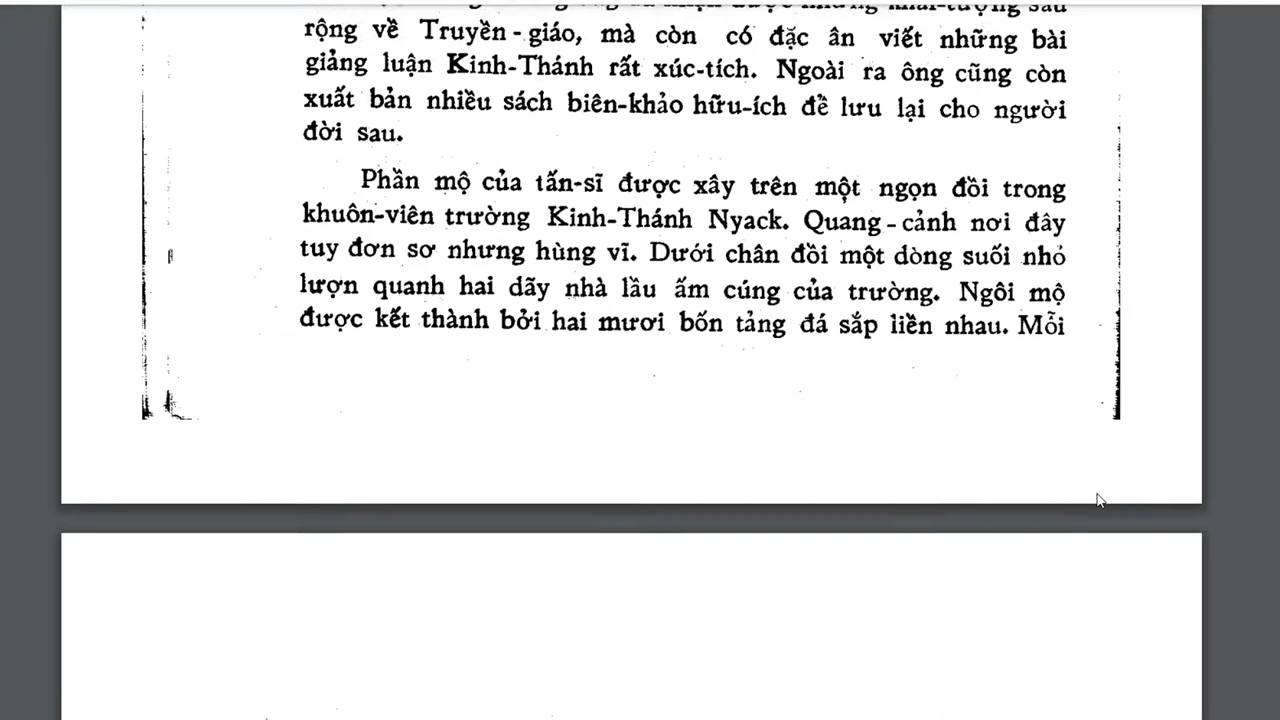 rộng về Truyền - giáo, mà còn có đặc ân viết những bài
giảng luận Kinh-Thánh rất xúc-tích. Ngoài ra ông cũng còn
xuất bản nhiều sách biên-khảo hữu-ích để lưu lại cho người
đời sau.
Phần mộ của tấn-sĩ được xây trên một ngọn đồi trong
khuôn-viên trường Kinh-Thánh Nyack. Quang - cảnh nơi đây
tuy đơn sơ nhưng hùng vĩ. Dưới chân đồi một dòng suối nhỏ
lượn quanh hai dãy nhà lầu ấm cúng của trường. Ngôi mộ
được kết thành bởi hai mươi bốn tảng đá sắp liền nhau. Mỗi